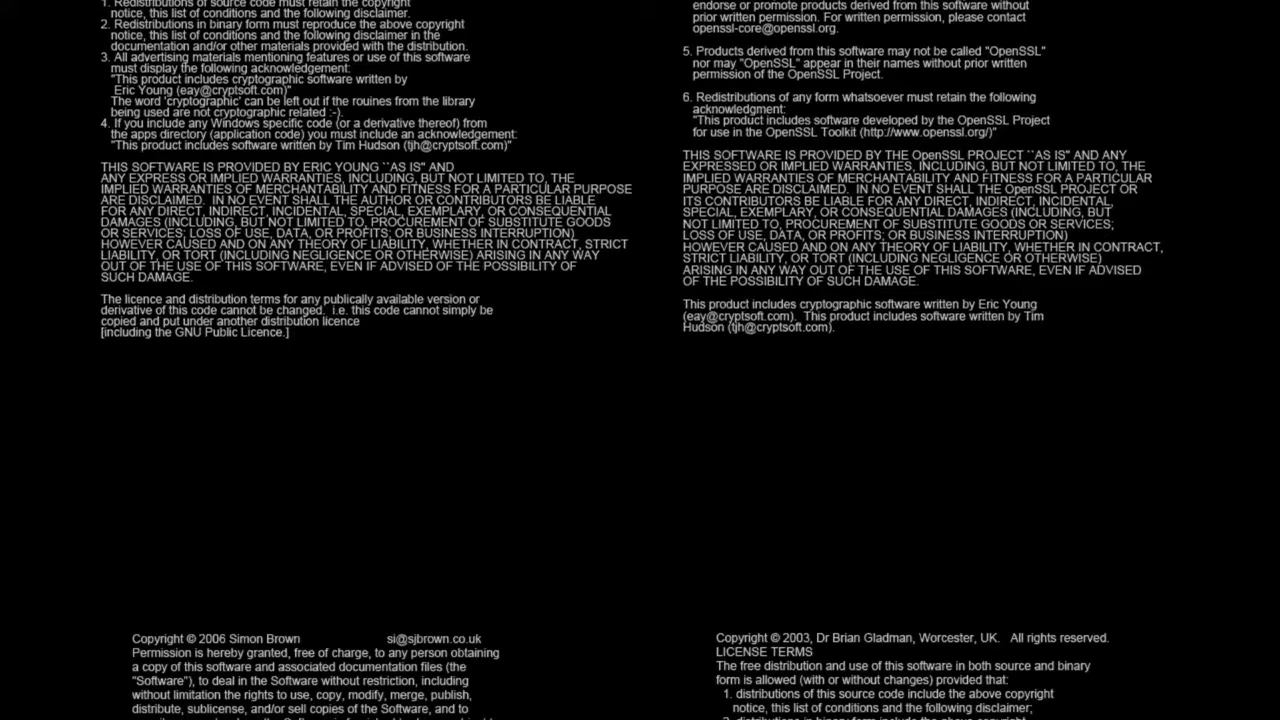 1. Redistributions of source code must retain the copyright
notice, this list of conditions and the following disclaimer.
2. Redistributions in binary form must reproduce the above copyright
notice, this list of conditions and the following disclaimer in the
documentation and/or other materials provided with the distribution.
3. All advertising materials mentioning features or use of this software
must display the following acknowledgement:
"This product includes cryptographic software written by
Eric Young (eay@cryptsoft.com)"
The word 'cryptographic' can be left out if the rouines from the library
being used are not cryptographic related :-).
4. If you include any Windows specific code (or a derivative thereof) from
the apps directory (application code) you must include an acknowledgement:
"This product includes software written by Tim Hudson (tjh@cryptsoft.com)"
THIS SOFTWARE IS PROVIDED BY ERIC YOUNG ``AS IS'' AND
ANY EXPRESS OR IMPLIED WARRANTIES, INCLUDING, BUT NOT LIMITED TO, THE
IMPLIED WARRANTIES OF MERCHANTABILITY AND FITNESS FOR A PARTICULAR PURPOSE
ARE DISCLAIMED.  IN NO EVENT SHALL THE AUTHOR OR CONTRIBUTORS BE LIABLE
FOR ANY DIRECT, INDIRECT, INCIDENTAL, SPECIAL, EXEMPLARY, OR CONSEQUENTIAL
DAMAGES (INCLUDING, BUT NOT LIMITED TO, PROCUREMENT OF SUBSTITUTE GOODS
OR SERVICES; LOSS OF USE, DATA, OR PROFITS; OR BUSINESS INTERRUPTION)
HOWEVER CAUSED AND ON ANY THEORY OF LIABILITY, WHETHER IN CONTRACT, STRICT
LIABILITY, OR TORT (INCLUDING NEGLIGENCE OR OTHERWISE) ARISING IN ANY WAY
OUT OF THE USE OF THIS SOFTWARE, EVEN IF ADVISED OF THE POSSIBILITY OF
SUCH DAMAGE.
The licence and distribution terms for any publically available version or
derivative of this code cannot be changed.  i.e. this code cannot simply be
copied and put under another distribution licence
[including the GNU Public Licence.]
endorse or promote products derived from this software without
prior written permission. For written permission, please contact
openssl-core@openssl.org.
5. Products derived from this software may not be called "OpenSSL"
nor may "OpenSSL" appear in their names without prior written
permission of the OpenSSL Project.
6. Redistributions of any form whatsoever must retain the following
acknowledgment:
"This product includes software developed by the OpenSSL Project
for use in the OpenSSL Toolkit (http://www.openssl.org/)"
THIS SOFTWARE IS PROVIDED BY THE OpenSSL PROJECT ``AS IS'' AND ANY
EXPRESSED OR IMPLIED WARRANTIES, INCLUDING, BUT NOT LIMITED TO, THE
IMPLIED WARRANTIES OF MERCHANTABILITY AND FITNESS FOR A PARTICULAR
PURPOSE ARE DISCLAIMED.  IN NO EVENT SHALL THE OpenSSL PROJECT OR
ITS CONTRIBUTORS BE LIABLE FOR ANY DIRECT, INDIRECT, INCIDENTAL,
SPECIAL, EXEMPLARY, OR CONSEQUENTIAL DAMAGES (INCLUDING, BUT
NOT LIMITED TO, PROCUREMENT OF SUBSTITUTE GOODS OR SERVICES;
LOSS OF USE, DATA, OR PROFITS; OR BUSINESS INTERRUPTION)
HOWEVER CAUSED AND ON ANY THEORY OF LIABILITY, WHETHER IN CONTRACT,
STRICT LIABILITY, OR TORT (INCLUDING NEGLIGENCE OR OTHERWISE)
ARISING IN ANY WAY OUT OF THE USE OF THIS SOFTWARE, EVEN IF ADVISED
OF THE POSSIBILITY OF SUCH DAMAGE.
This product includes cryptographic software written by Eric Young
(eay@cryptsoft.com).  This product includes software written by Tim
Hudson (tjh@cryptsoft.com).
Copyright © 2006 Simon Brown si@sjbrown.co.uk
Permission is hereby granted, free of charge, to any person obtaining
a copy of this software and associated documentation files (the
"Software"), to deal in the Software without restriction, including
without limitation the rights to use, copy, modify, merge, publish,
distribute, sublicense, and/or sell copies of the Software, and to
Copyright © 2003, Dr Brian Gladman, Worcester, UK.   All rights reserved.
LICENSE TERMS
The free distribution and use of this software in both source and binary
form is allowed (with or without changes) provided that:
1. distributions of this source code include the above copyright
notice, this list of conditions and the following disclaimer;